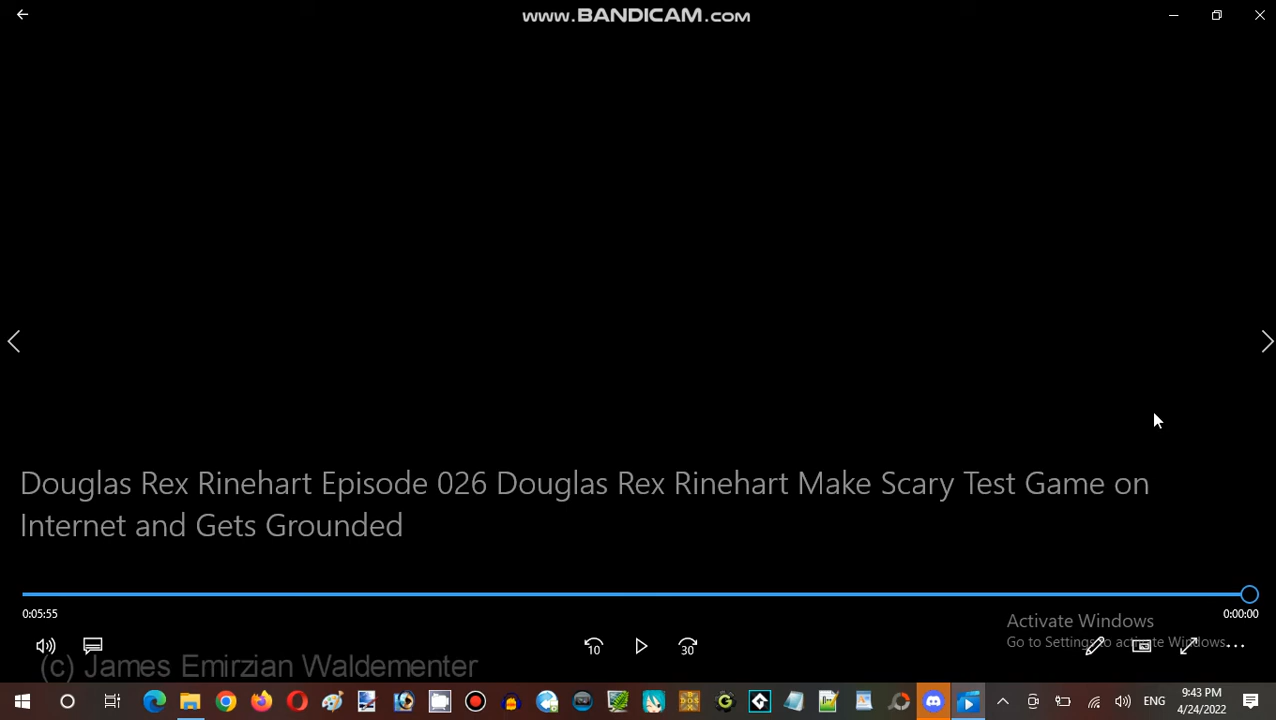 www.BANDICAM.com
Douglas Rex Rinehart Episode 026 Douglas Rex Rinehart Make Scary Test Game on
Internet and Gets Grounded
0:05:55
0:00:00
Activate Windows
Go to Settings to activate Windows.
10
30
(c) James Emirzian Waldementer
ENG
9:43 PM
4/24/2022